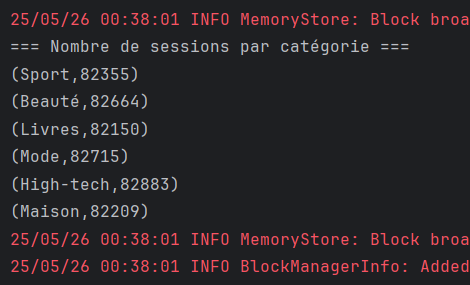 25/05/26 00:38:01 INFO MemoryStore: Block broa
=== Nombre de sessions par catégorie ===
(Sport,82355)
(Beauté,82664)
(Livres,82150)
(Mode,82715)
(High-tech,82883)
(Maison,82209)
25/05/26 00:38:01 INFO MemoryStore: Block broa
25/05/26 00:38:01 INFO BlockManagerInfo: Added